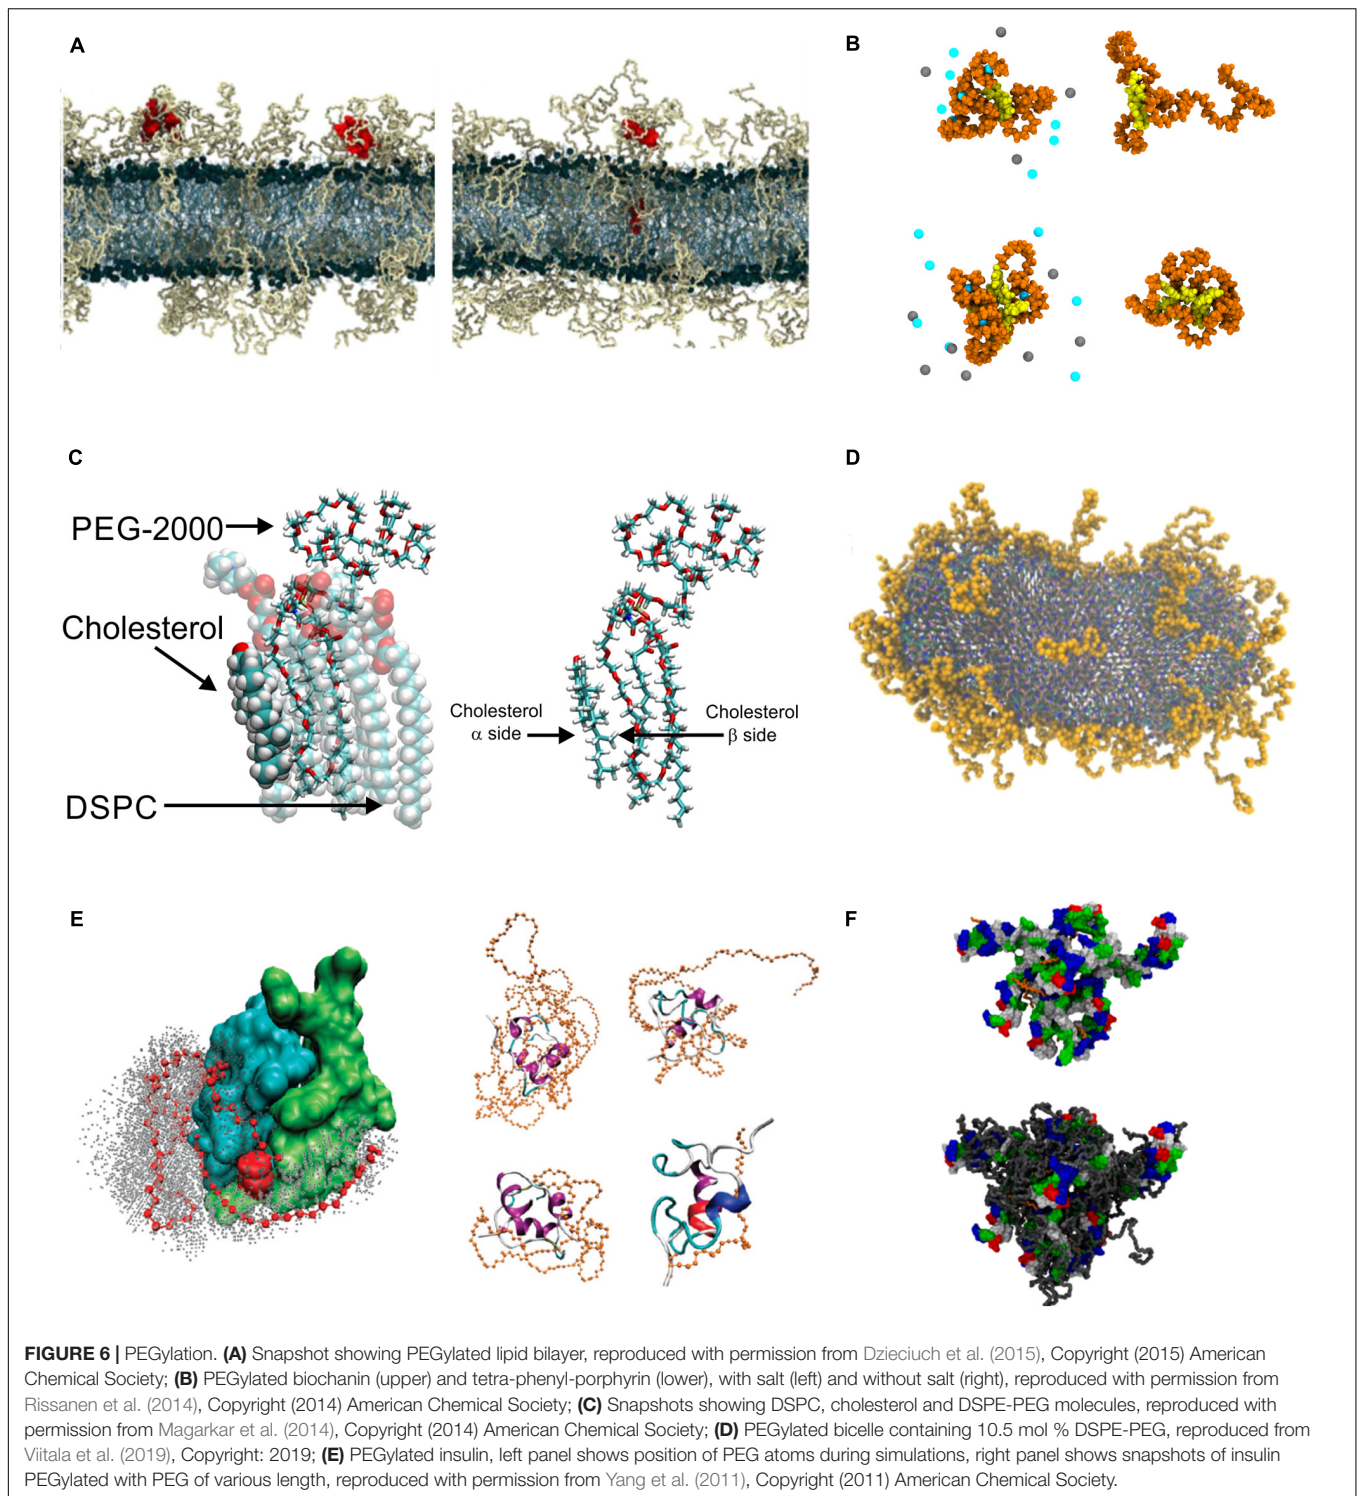 A
B
C
D
PEG-2000
Cholesterol
DSPC
Cholesterol
α side
Cholesterol
β side
E
F
FIGURE 6 | PEGylation. (A) Snapshot showing PEGylated lipid bilayer, reproduced with permission from Dzieciuch et al. (2015), Copyright (2015) American
Chemical Society; (B) PEGylated biochanin (upper) and tetra-phenyl-porphyrin (lower), with salt (left) and without salt (right), reproduced with permission from
Rissanen et al. (2014), Copyright (2014) American Chemical Society; (C) Snapshots showing DSPC, cholesterol and DSPE-PEG molecules, reproduced with
permission from Magarkar et al. (2014), Copyright (2014) American Chemical Society; (D) PEGylated bicelle containing 10.5 mol % DSPE-PEG, reproduced from
Viitala et al. (2019), Copyright: 2019; (E) PEGylated insulin, left panel shows position of PEG atoms during simulations, right panel shows snapshots of insulin
PEGylated with PEG of various length, reproduced with permission from Yang et al. (2011), Copyright (2011) American Chemical Society.